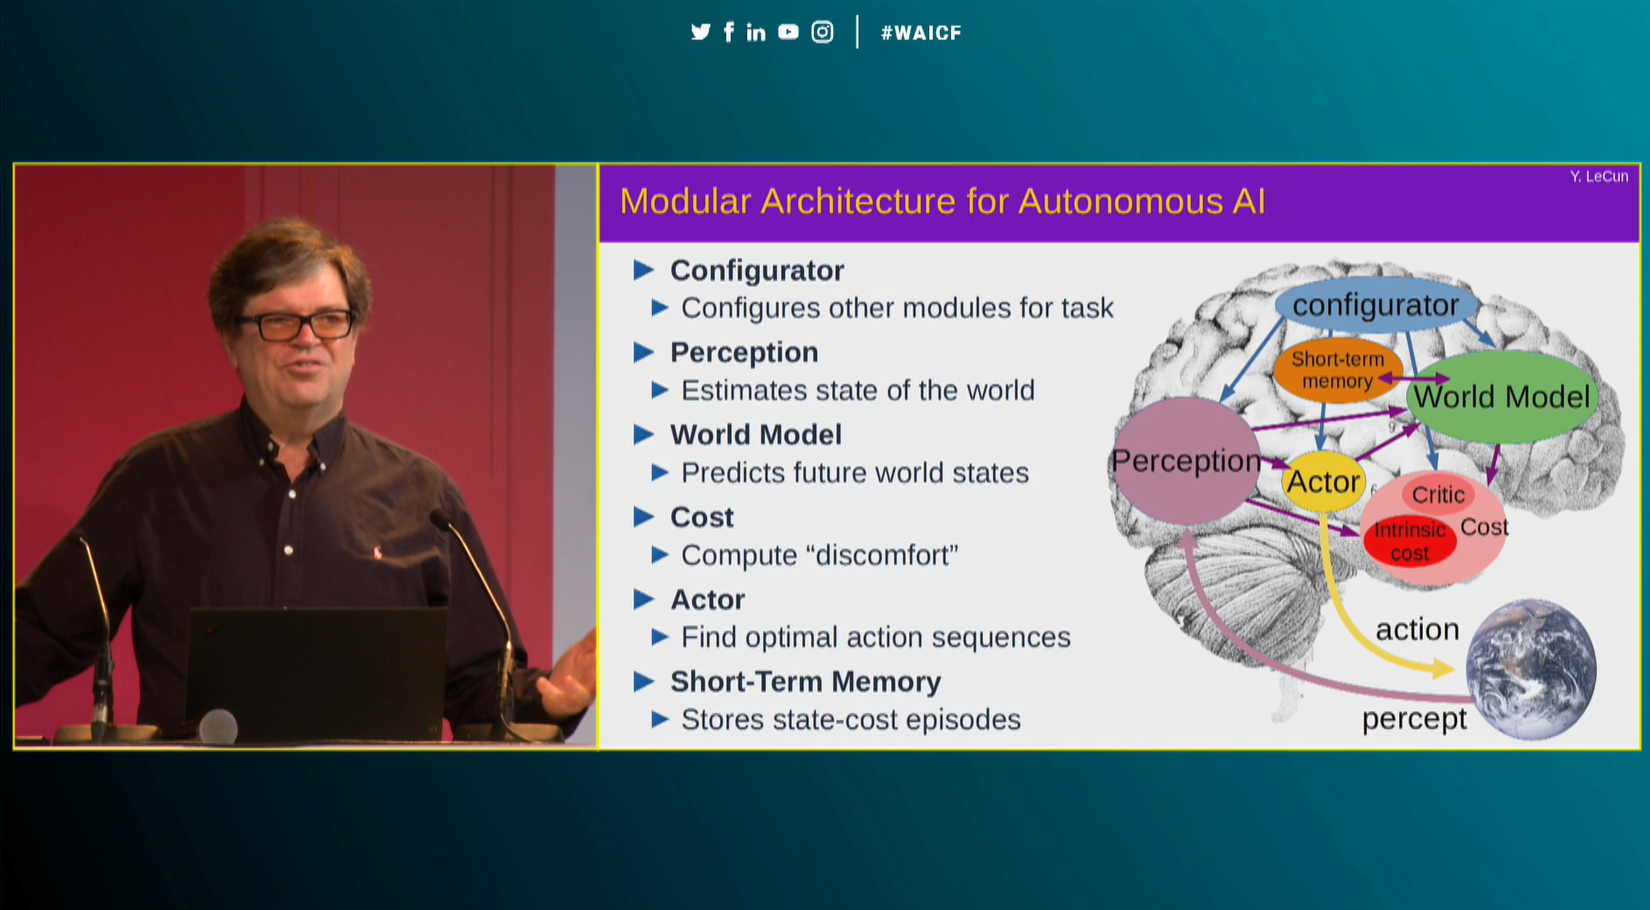 #WAICF
Y. LeCun
Modular Architecture for Autonomous AI
Configurator
Configures other modules for task
Perception
Estimates state of the world
World Model
Predicts future world states
Cost
Compute “discomfort”
Actor
Find optimal action sequences
Short-Term Memory
Stores state-cost episodes
configurator
Short-term
memory
World Model
Perception
Actor
Critic
Cost
Intrinsic
cost
action
percept